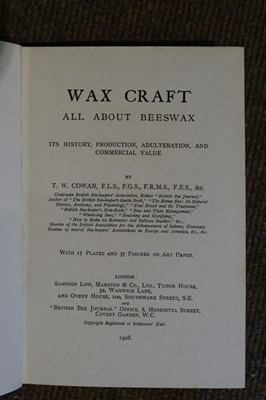 WAX CRAFT
ALL ABOUT BEESWAX
ITS HISTORY, PRODUCTION, ADULTERATION, AND
COMMERCIAL VALUE
BY
T. W. COWAN, F.L.S., F.G.S., F.R.M.S., F.E.S., &c.
Chairman British Bee-keepers' Association, Editor "British Bee Journal,"
Author of "The British Bee-keeper's Guide Book," "The Honey Bee: Its Natural
History, Anatomy, and Physiology," "Foul Brood and Its Treatment,"
"British Bee-keeper's Note-Book," "Bees and Their Management,"
"Wintering Bees," "Doubling and Storifying,"
"How to Make an Extractor and Balance Smoker," &c.,
Member of the British Association for the Advancement of Science, Honorary
Member of several Bee-keepers' Associations in Europe and America, &c., &c.
WITH 17 PLATES AND 37 FIGURES ON ART PAPER.
LONDON:
SAMPSON LOW, MARSTON & CO., LTD., TUDOR HOUSE,
32, WARWICK LANE,
AND OVERY HOUSE, 100, SOUTHWARK STREET, S.E.
AND
"BRITISH BEE JOURNAL" OFFICE, 8, HENRIETTA STREET,
COVENT GARDEN, W.C.
Copyright Registered at Stationers' Hall.
1908.